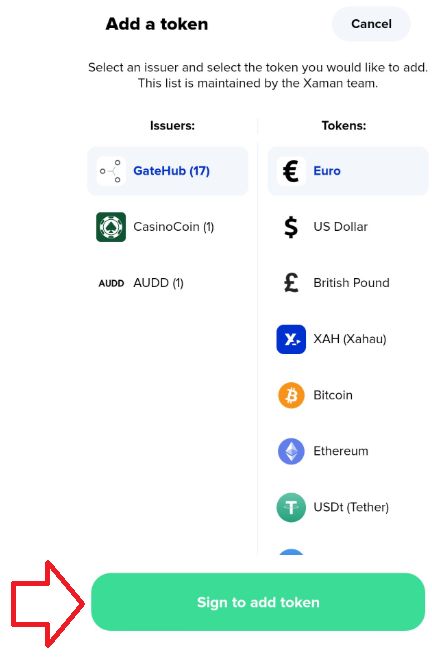 Add a token
Cancel
Select an issuer and select the token you would like to add.
This list is maintained by the Xaman team.
Issuers:
GateHub (17)
CasinoCoin (1)
AUDD
AUDD (1)
Tokens:
€
Euro
$
US Dollar
£
British Pound
X
XAH (Xahau)
Bitcoin
Ethereum
USDt (Tether)
Sign to add token